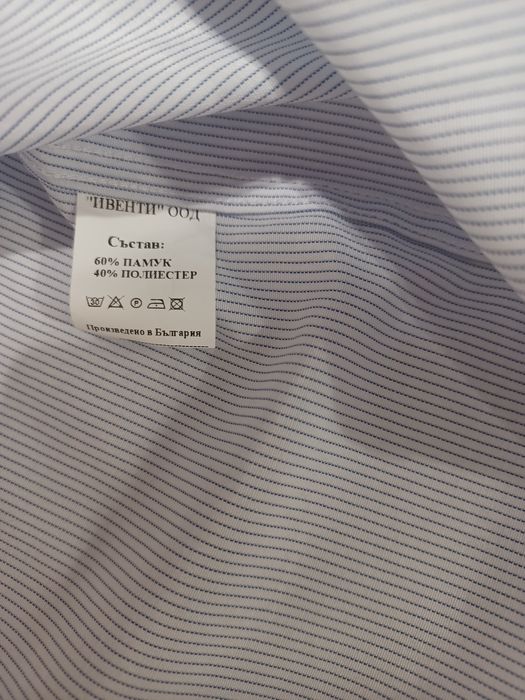 "ИВЕНТИ" ООД
Състав:
60% ПАМУК
40% ПОЛИЕСТЕР
Произведено в България